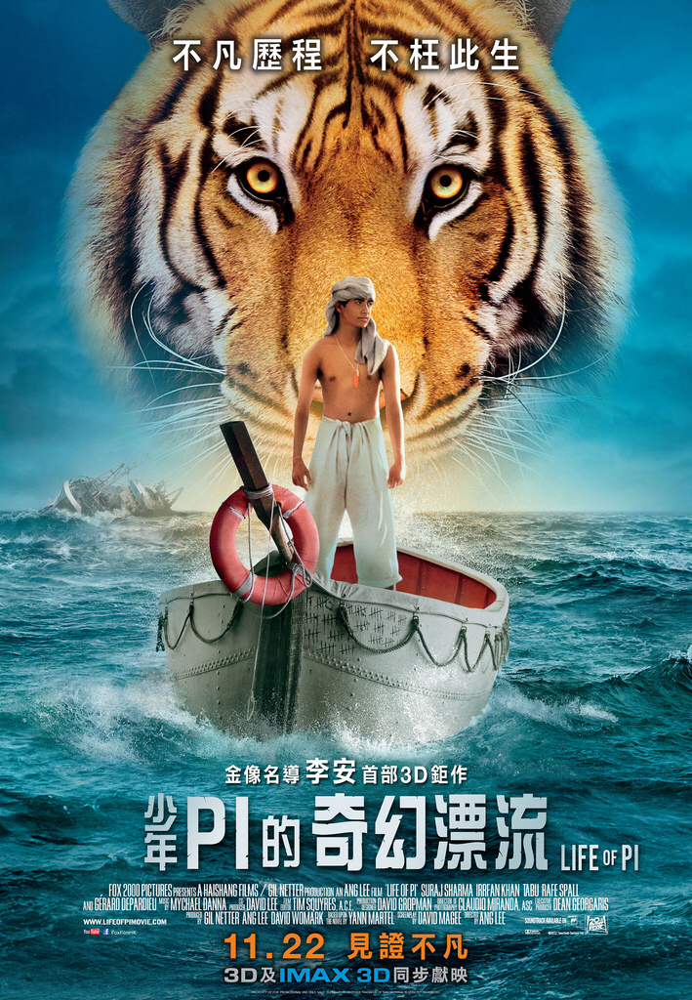 不凡歷程 不枉此生
金像名導 李安 首部3D鉅作
少年PI的奇幻漂流 LIFE OF PI
FOX 2000 PICTURES PRESENTS A HAISHANG FILMS / GIL NETTER PRODUCTION AN ANG LEE FILM "LIFE OF PI" SURAJ SHARMA IRRFAN KHAN TABU RAFE SPALL
AND GÉRARD DEPARDIEU MUSIC BY MYCHAEL DANNA CO PRODUCER DAVID LEE FILM EDITOR TIM SQUYRES, A.C.E. PRODUCTION DESIGNER DAVID GROPMAN DIRECTOR OF PHOTOGRAPHY CLAUDIO MIRANDA, ASC EXECUTIVE PRODUCER DEAN GEORGARIS
PRODUCED BY GIL NETTER ANG LEE DAVID WOMARK BASED UPON THE NOVEL BY YANN MARTEL SCREENPLAY BY DAVID MAGEE DIRECTED BY ANG LEE
WWW.LIFEOFPIMOVIE.COM
SOUNDTRACK AVAILABLE ON
YouTube f FoxFilmHK
11.22 見證不凡
3D及IMAX 3D同步獻映